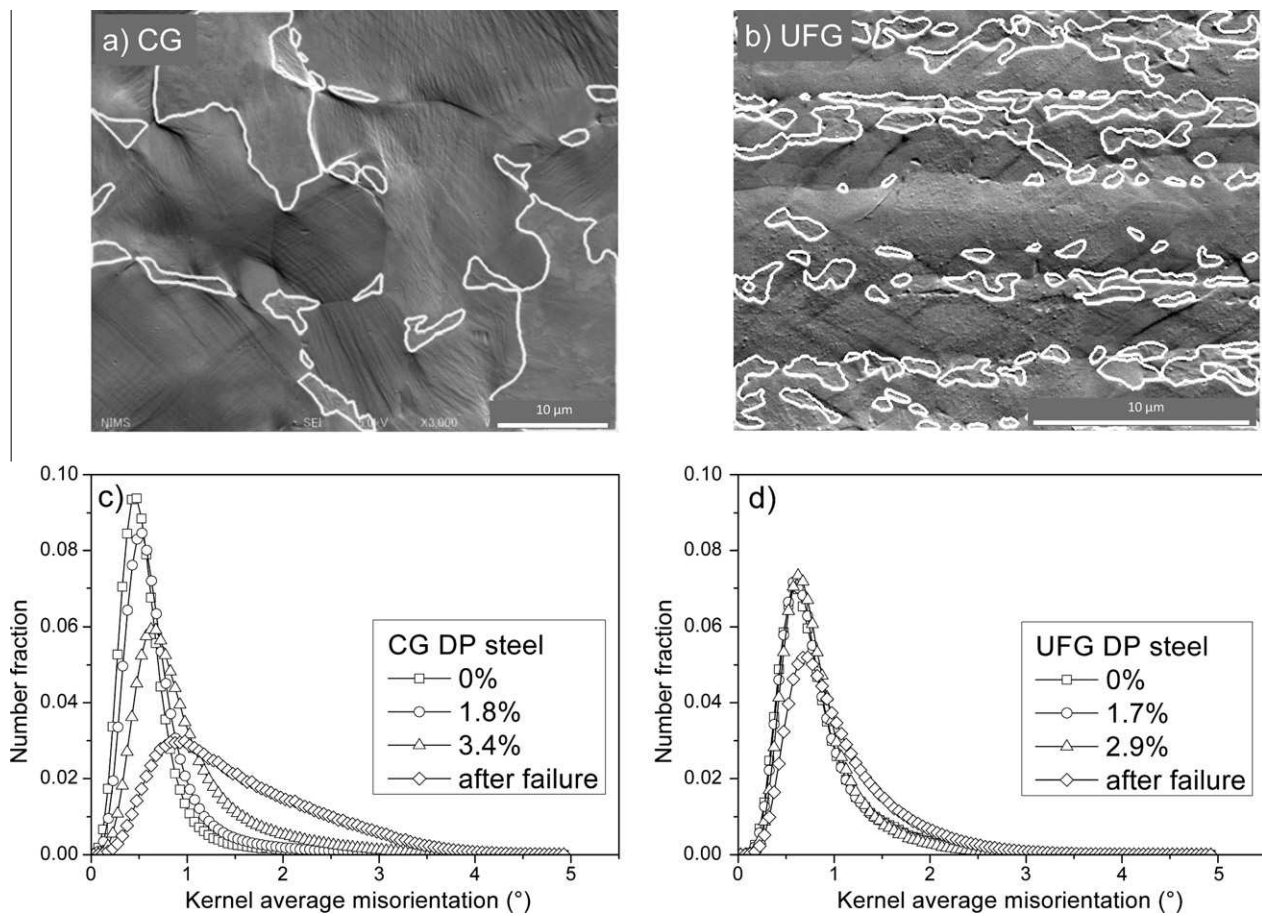 a) CG
b) UFG
10 µm
NIMS
SEI
X3,000
10 µm
c)
0.10
0.08
0.06
0.04
0.02
0.00
Number fraction
CG DP steel
0%
1.8%
3.4%
after failure
0 1 2 3 4 5
Kernel average misorientation (°)
d)
0.10
0.08
0.06
0.04
0.02
0.00
Number fraction
UFG DP steel
0%
1.7%
2.9%
after failure
0 1 2 3 4 5
Kernel average misorientation (°)